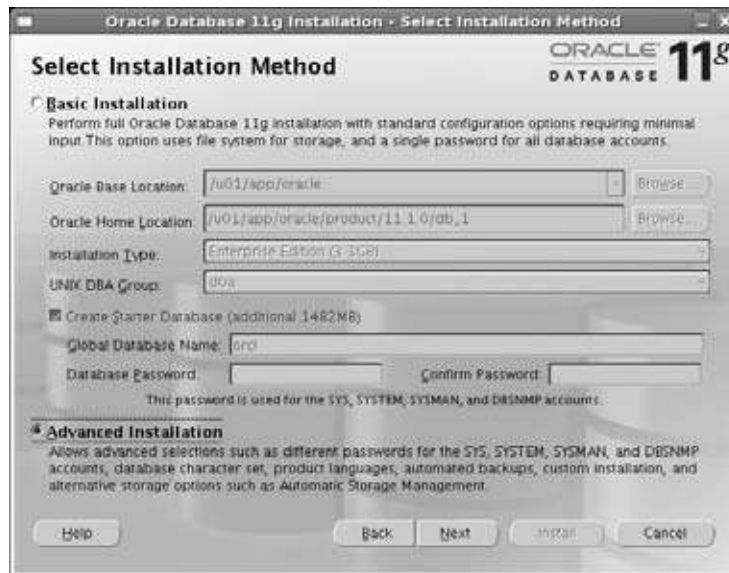 Oracle Database 11g Installation - Select Installation Method
Select Installation Method
ORACLE
DATABASE
11g
Basic Installation
Perform full Oracle Database 11g installation with standard configuration options requiring minimal
input.This option uses file system for storage, and a single password for all database accounts.
Oracle Base Location: /u01/app/oracle Browse...
Oracle Home Location: /u01/app/oracle/product/11.1.0/db_1 Browse...
Installation Type: Enterprise Edition (3.3GB)
UNIX DBA Group: dba
Create Starter Database (additional 1482MB)
Global Database Name: orcl
Database Password: Confirm Password:
This password is used for the SYS, SYSTEM, SYSMAN, and DBSNMP accounts.
Advanced Installation
Allows advanced selections such as different passwords for the SYS, SYSTEM, SYSMAN, and DBSNMP
accounts, database character set, product languages, automated backups, custom installation, and
alternative storage options such as Automatic Storage Management.
Help Back Next Install Cancel